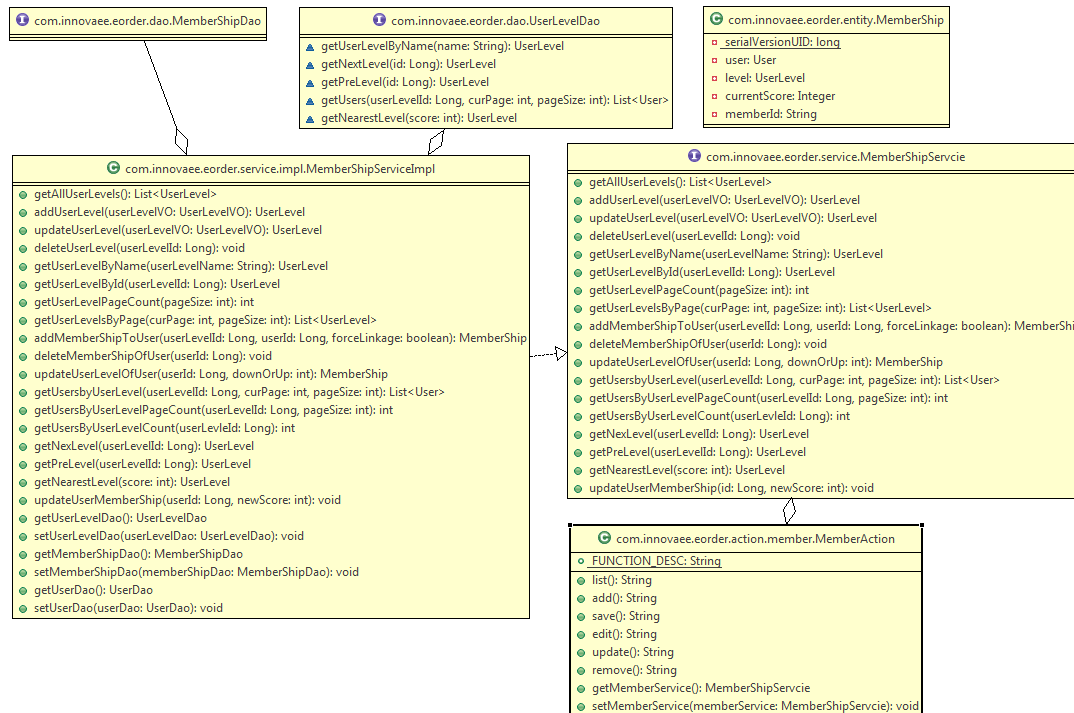 com.innovaee.eorder.dao.MemberShipDao
com.innovaee.eorder.dao.UserLevelDao
getUserLevelByName(name: String): UserLevel
getNextLevel(id: Long): UserLevel
getPreLevel(id: Long): UserLevel
getUsers(userLevelId: Long, curPage: int, pageSize: int): List<User>
getNearestLevel(score: int): UserLevel
com.innovaee.eorder.entity.MemberShip
serialVersionUID: long
user: User
level: UserLevel
currentScore: Integer
memberId: String
com.innovaee.eorder.service.impl.MemberShipServiceImpl
getAllUserLevels(): List<UserLevel>
addUserLevel(userLevelVO: UserLevelVO): UserLevel
updateUserLevel(userLevelVO: UserLevelVO): UserLevel
deleteUserLevel(userLevelId: Long): void
getUserLevelByName(userLevelName: String): UserLevel
getUserLevelById(userLevelId: Long): UserLevel
getUserLevelPageCount(pageSize: int): int
getUserLevelsByPage(curPage: int, pageSize: int): List<UserLevel>
addMemberShipToUser(userLevelId: Long, userId: Long, forceLinkage: boolean): MemberShip
deleteMemberShipOfUser(userId: Long): void
updateUserLevelOfUser(userId: Long, downOrUp: int): MemberShip
getUsersbyUserLevel(userLevelId: Long, curPage: int, pageSize: int): List<User>
getUsersByUserLevelPageCount(userLevelId: Long, pageSize: int): int
getUsersByUserLevelCount(userLevleId: Long): int
getNexLevel(userLevelId: Long): UserLevel
getPreLevel(userLevelId: Long): UserLevel
getNearestLevel(score: int): UserLevel
updateUserMemberShip(userId: Long, newScore: int): void
getUserLevelDao(): UserLevelDao
setUserLevelDao(userLevelDao: UserLevelDao): void
getMemberShipDao(): MemberShipDao
setMemberShipDao(memberShipDao: MemberShipDao): void
getUserDao(): UserDao
setUserDao(userDao: UserDao): void
com.innovaee.eorder.service.MemberShipServcie
getAllUserLevels(): List<UserLevel>
addUserLevel(userLevelVO: UserLevelVO): UserLevel
updateUserLevel(userLevelVO: UserLevelVO): UserLevel
deleteUserLevel(userLevelId: Long): void
getUserLevelByName(userLevelName: String): UserLevel
getUserLevelById(userLevelId: Long): UserLevel
getUserLevelPageCount(pageSize: int): int
getUserLevelsByPage(curPage: int, pageSize: int): List<UserLevel>
addMemberShipToUser(userLevelId: Long, userId: Long, forceLinkage: boolean): MemberShi
deleteMemberShipOfUser(userId: Long): void
updateUserLevelOfUser(userId: Long, downOrUp: int): MemberShip
getUsersbyUserLevel(userLevelId: Long, curPage: int, pageSize: int): List<User>
getUsersByUserLevelPageCount(userLevelId: Long, pageSize: int): int
getUsersByUserLevelCount(userLevleId: Long): int
getNexLevel(userLevelId: Long): UserLevel
getPreLevel(userLevelId: Long): UserLevel
getNearestLevel(score: int): UserLevel
updateUserMemberShip(id: Long, newScore: int): void
com.innovaee.eorder.action.member.MemberAction
FUNCTION_DESC: String
list(): String
add(): String
save(): String
edit(): String
update(): String
remove(): String
getMemberService(): MemberShipServcie
setMemberService(memberService: MemberShipServcie): void